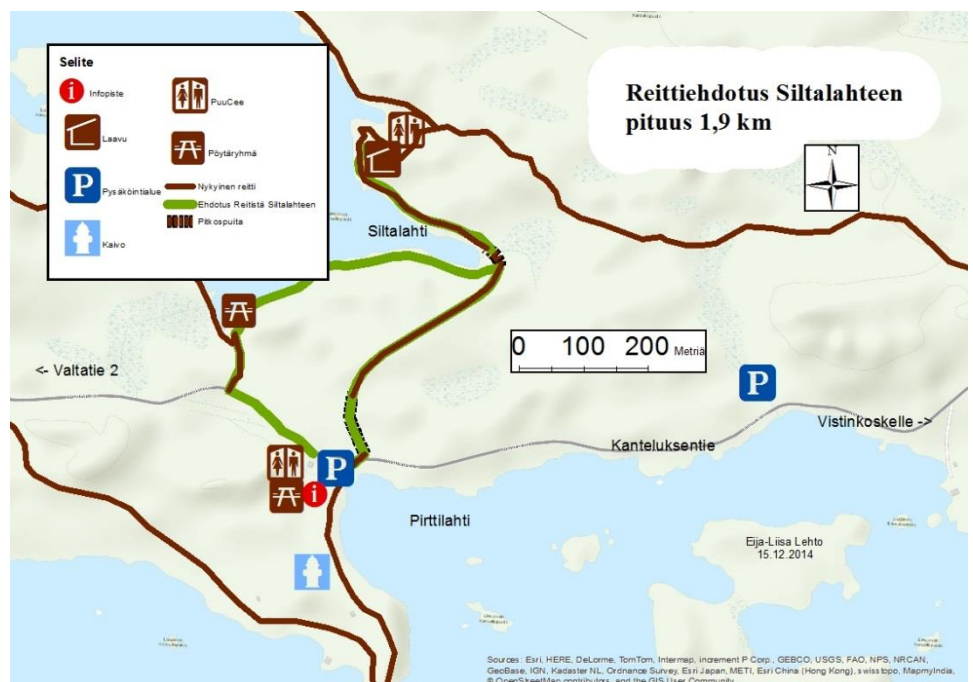 Selite
Infopiste
PuuCee
Laavu
Pöytäryhmä
P
Pysäköintialue
Nykyinen reitti
Ehdotus Reitistä Siltalahteen
Pitkospuita
Kaivo
Reittiehdotus Siltalahteen
pituus 1,9 km
N
Siltalahti
0 100 200 Metriä
<- Valtatie 2
P
Vistinkoskelle ->
Kanteluksentie
P
i
Pirttilahti
Eija-Liisa Lehto
15.12.2014
Sources: Esri, HERE, DeLorme, TomTom, Intermap, increment P Corp., GEBCO, USGS, FAO, NPS, NRCAN,
GeoBase, IGN, Kadaster NL, Ordnance Survey, Esri Japan, METI, Esri China (Hong Kong), swisstopo, MapmyIndia,
© OpenStreetMap contributors, and the GIS User Community